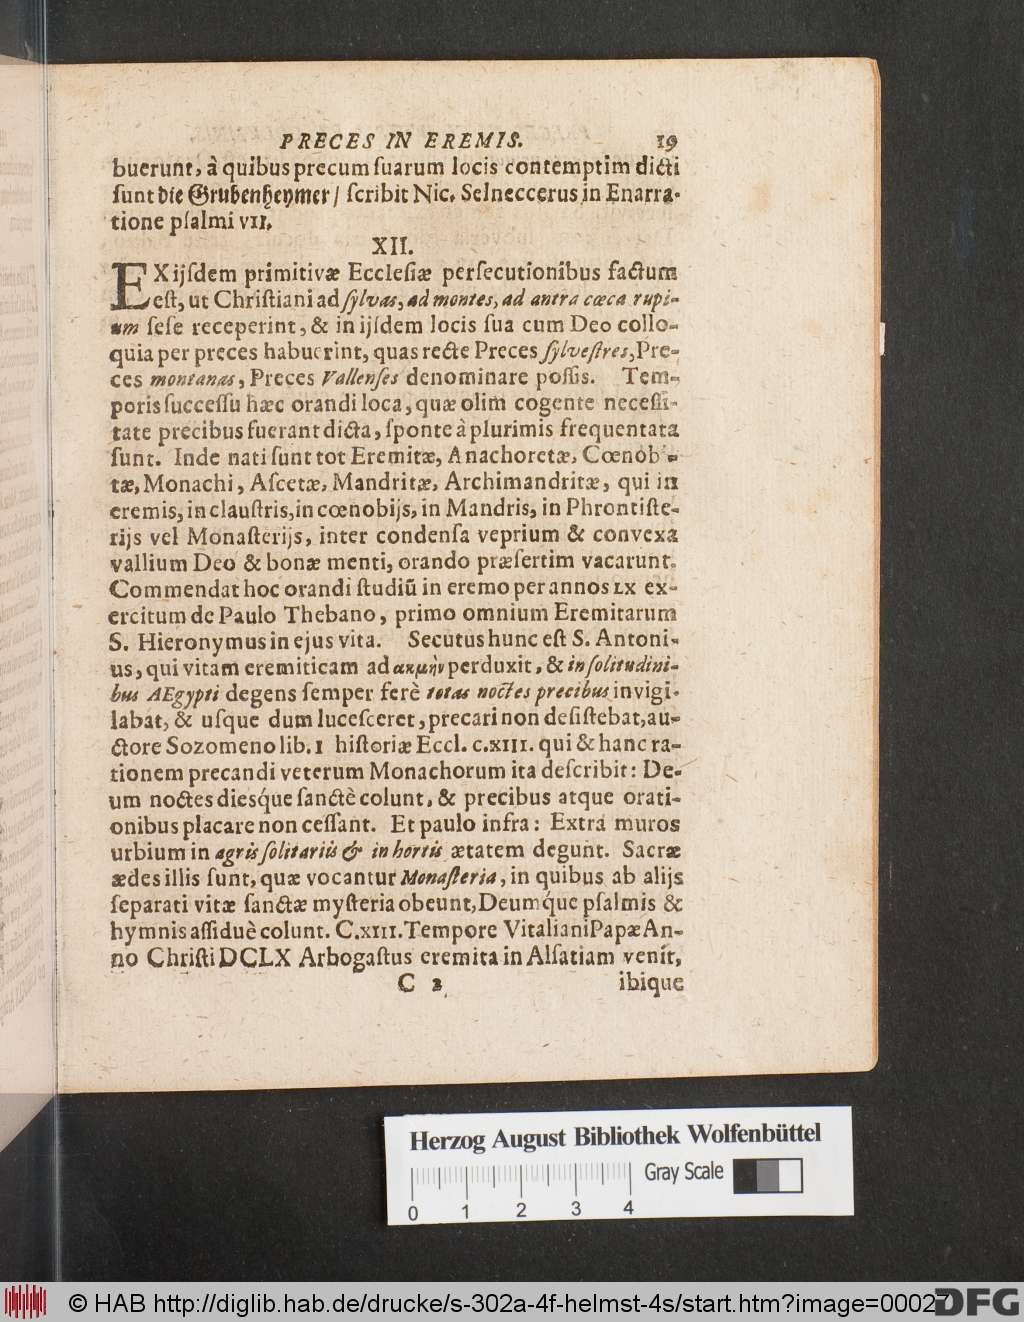 PRECES IN EREMIS. 19
buerunt, à quibus precum ſuarum locis contemptim dicti
ſunt die Grubenheymer/ ſcribit Nic. Selneccerus in Enarra-
tione pſalmi VII.
XII.
EX ijſdem primitivæ Eccleſiæ perſecutionibus factum
eſt, ut Chriſtiani ad ſylvas, ad montes, ad antra cæca rupi-
um ſeſe receperint, & in ijſdem locis ſua cum Deo collo-
quia per preces habuerint, quas recte Preces ſylveſtres, Pre-
ces montanas, Preces Vallenſes denominare poſſis. Tem-
poris ſucceſſu hæc orandi loca, quæ olim cogente neceſſi-
tate precibus fuerant dicta, ſponte à plurimis frequentata
ſunt. Inde nati ſunt tot Eremitæ, Anachoretæ, Cœnobi-
tæ, Monachi, Aſcetæ, Mandritæ, Archimandritæ, qui in
eremis, in clauſtris, in cœnobijs, in Mandris, in Phrontiſte-
rijs vel Monaſterijs, inter condenſa veprium & convexa
vallium Deo & bonæ menti, orando præſertim vacarunt.
Commendat hoc orandi ſtudiū in eremo per annos LX ex-
ercitum de Paulo Thebano, primo omnium Eremitarum
S. Hieronymus in ejus vita. Secutus hunc eſt S. Antoni-
us, qui vitam eremiticam ad ακμὴν perduxit, & in ſolitudini-
bus AEgypti degens ſemper ferè totas noctes precibus invigi-
labat, & uſque dum luceſceret, precari non deſiſtebat, au-
ctore Sozomeno lib. I hiſtoriæ Eccl. c. XIII. qui & hanc ra-
tionem precandi veterum Monachorum ita deſcribit: De-
um noctes diesq́ue ſanctè colunt, & precibus atque orati-
onibus placare non ceſſant. Et paulo infra: Extra muros
urbium in agris ſolitariis & in hortis ætatem degunt. Sacræ
ædes illis ſunt, quæ vocantur Monaſteria, in quibus ab alijs
ſeparati vitæ ſanctæ myſteria obeunt, Deumq́ue pſalmis &
hymnis aſſiduè colunt. C. XIII. Tempore Vitaliani Papæ An-
no Chriſti DCLX Arbogaſtus eremita in Alſatiam venit,
C 2 ibique
Herzog August Bibliothek Wolfenbüttel
Gray Scale
0 1 2 3 4
© HAB http://diglib.hab.de/drucke/s-302a-4f-helmst-4s/start.htm?image=00027
DFG